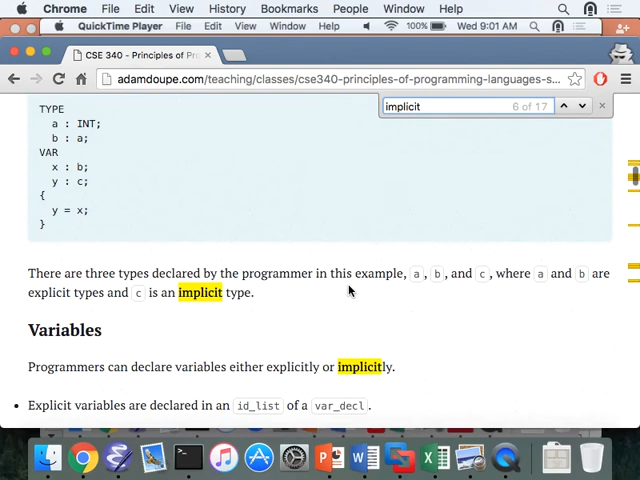 Chrome File Edit View History Bookmarks People Window
QuickTime Player File Edit View Window Help 100% Wed 9:01 AM
CSE 340 - Principles of Pro
adamdoupe.com/teaching/classes/cse340-principles-of-programming-languages-s...
implicit 6 of 17
TYPE
a : INT;
b : a;
VAR
x : b;
y : c;
{
y = x;
}
There are three types declared by the programmer in this example, a, b, and c, where a and b are
explicit types and c is an implicit type.
Variables
Programmers can declare variables either explicitly or implicitly.
• Explicit variables are declared in an id_list of a var_decl.